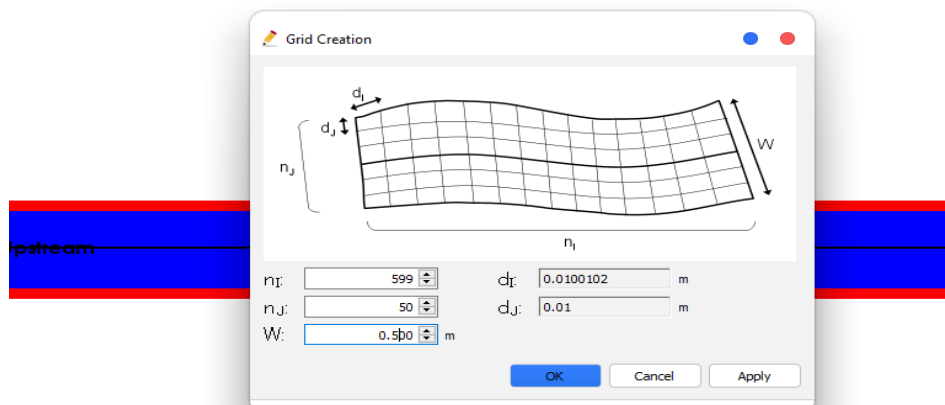 Grid Creation
dI
dJ
nJ
W
nI
Upstream
nI: 599 dI: 0.0100102 m
nJ: 50 dJ: 0.01 m
W: 0.500 m
OK Cancel Apply